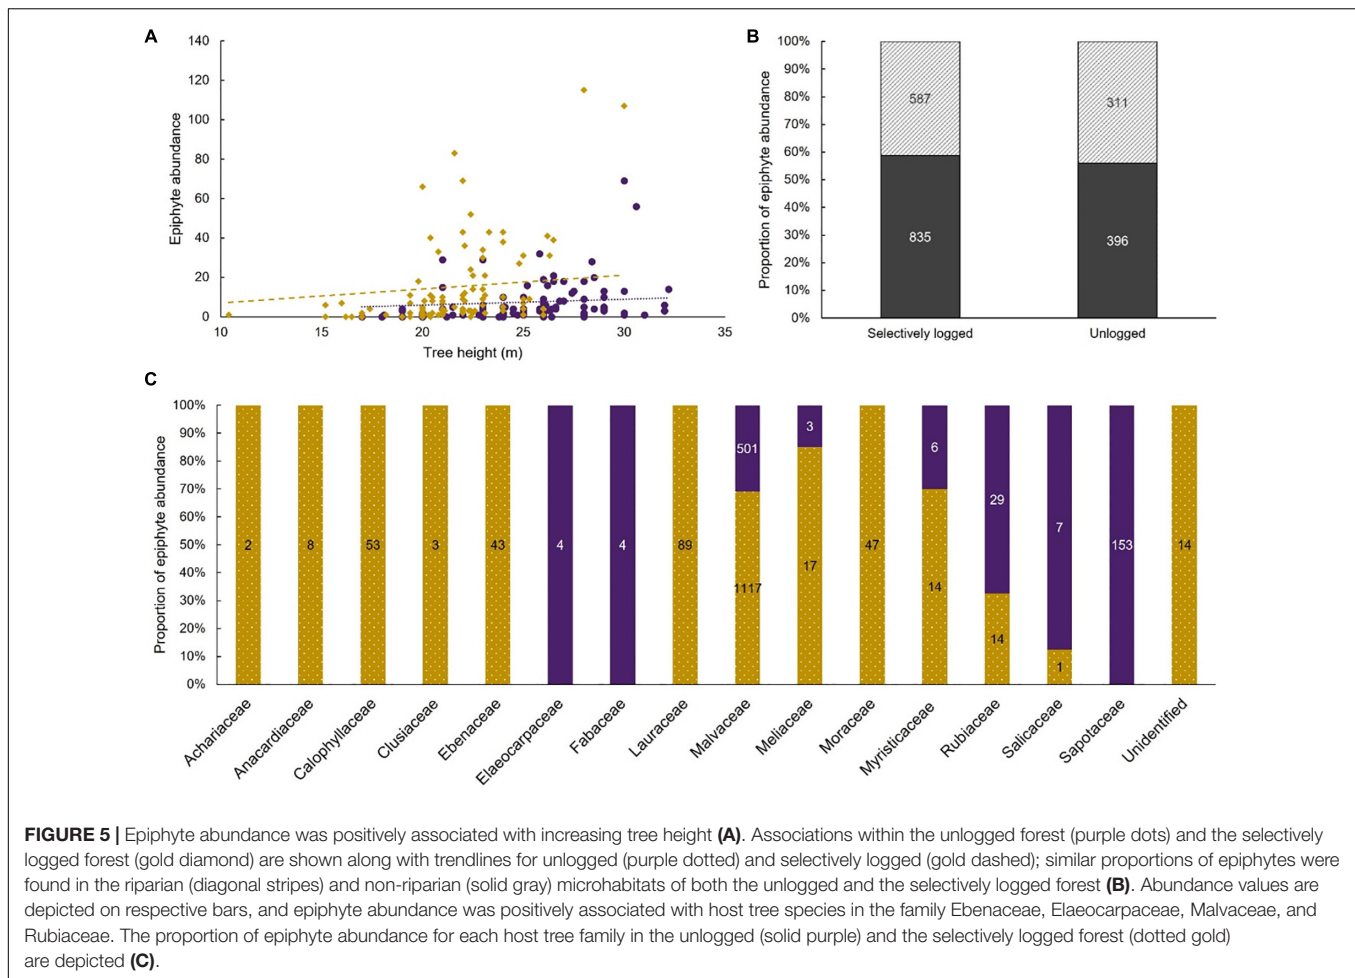 A
Epiphyte abundance
140
120
100
80
60
40
20
0
10
15
20
25
30
35
Tree height (m)
B
Proportion of epiphyte abundance
100%
90%
80%
70%
60%
50%
40%
30%
20%
10%
0%
587
311
835
396
Selectively logged
Unlogged
C
Proportion of epiphyte abundance
100%
90%
80%
70%
60%
50%
40%
30%
20%
10%
0%
2
8
53
3
43
4
4
89
501
1117
3
17
47
6
14
29
14
7
1
153
14
Achariaceae
Anacardiaceae
Calophyllaceae
Clusiaceae
Ebenaceae
Elaeocarpaceae
Fabaceae
Lauraceae
Malvaceae
Meliaceae
Moraceae
Myristicaceae
Rubiaceae
Salicaceae
Sapotaceae
Unidentified
FIGURE 5 | Epiphyte abundance was positively associated with increasing tree height (A). Associations within the unlogged forest (purple dots) and the selectively
logged forest (gold diamond) are shown along with trendlines for unlogged (purple dotted) and selectively logged (gold dashed); similar proportions of epiphytes were
found in the riparian (diagonal stripes) and non-riparian (solid gray) microhabitats of both the unlogged and the selectively logged forest (B). Abundance values are
depicted on respective bars, and epiphyte abundance was positively associated with host tree species in the family Ebenaceae, Elaeocarpaceae, Malvaceae, and
Rubiaceae. The proportion of epiphyte abundance for each host tree family in the unlogged (solid purple) and the selectively logged forest (dotted gold)
are depicted (C).